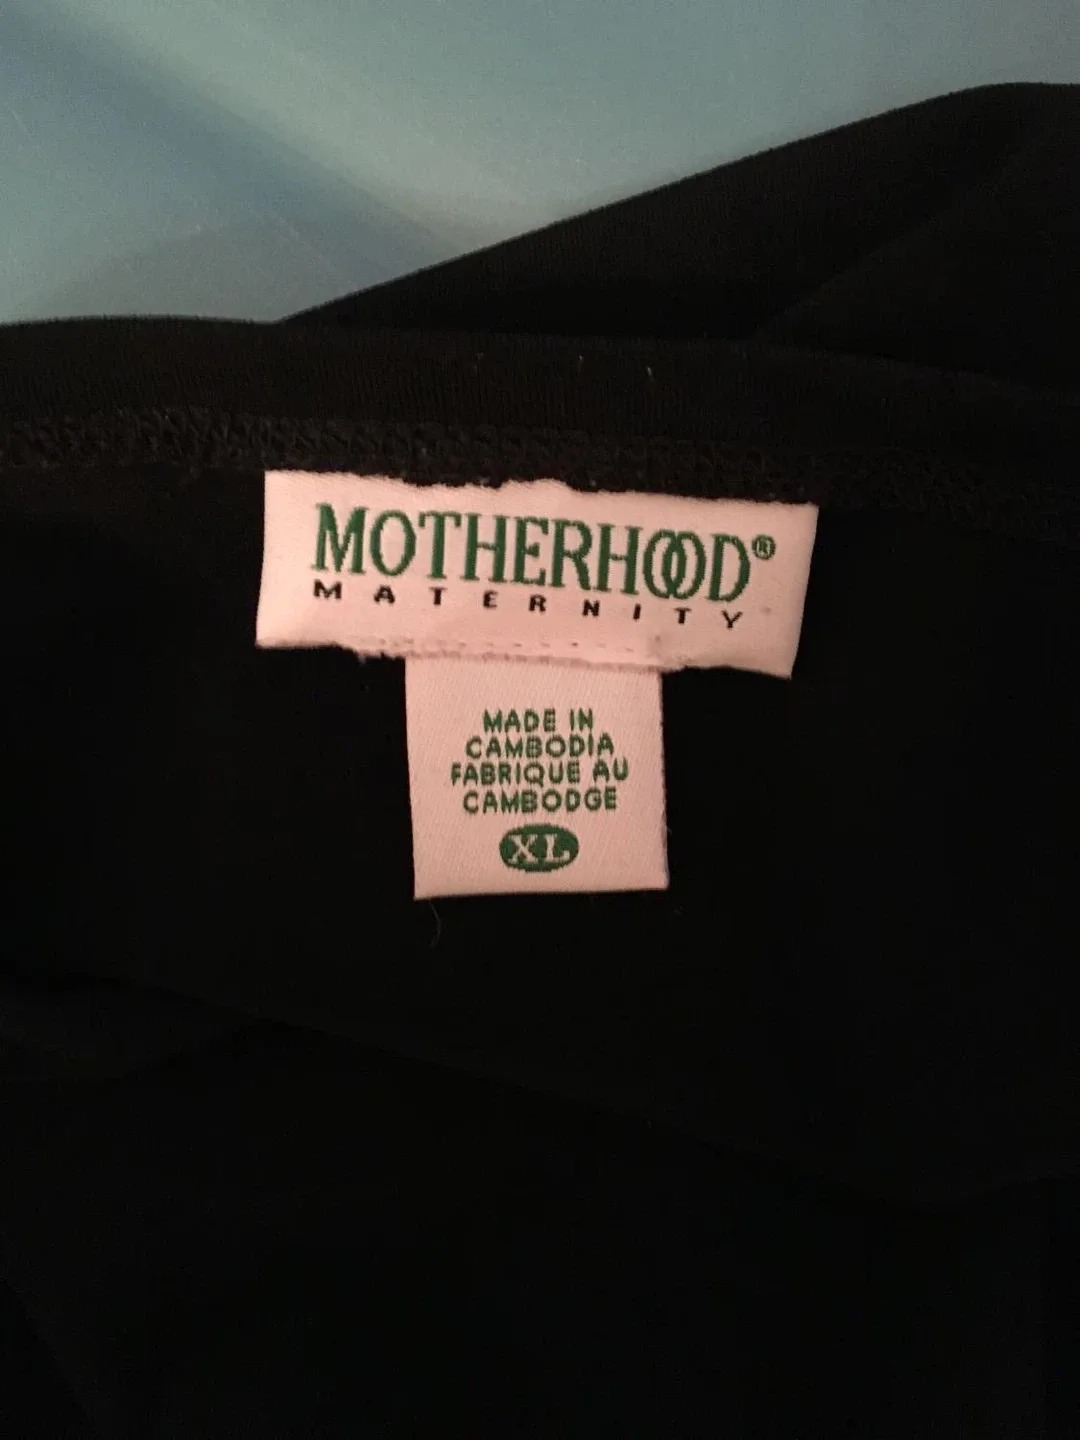 MOTHERHOOD®
MATERNITY
MADE IN
CAMBODIA
FABRIQUE AU
CAMBODGE
XL